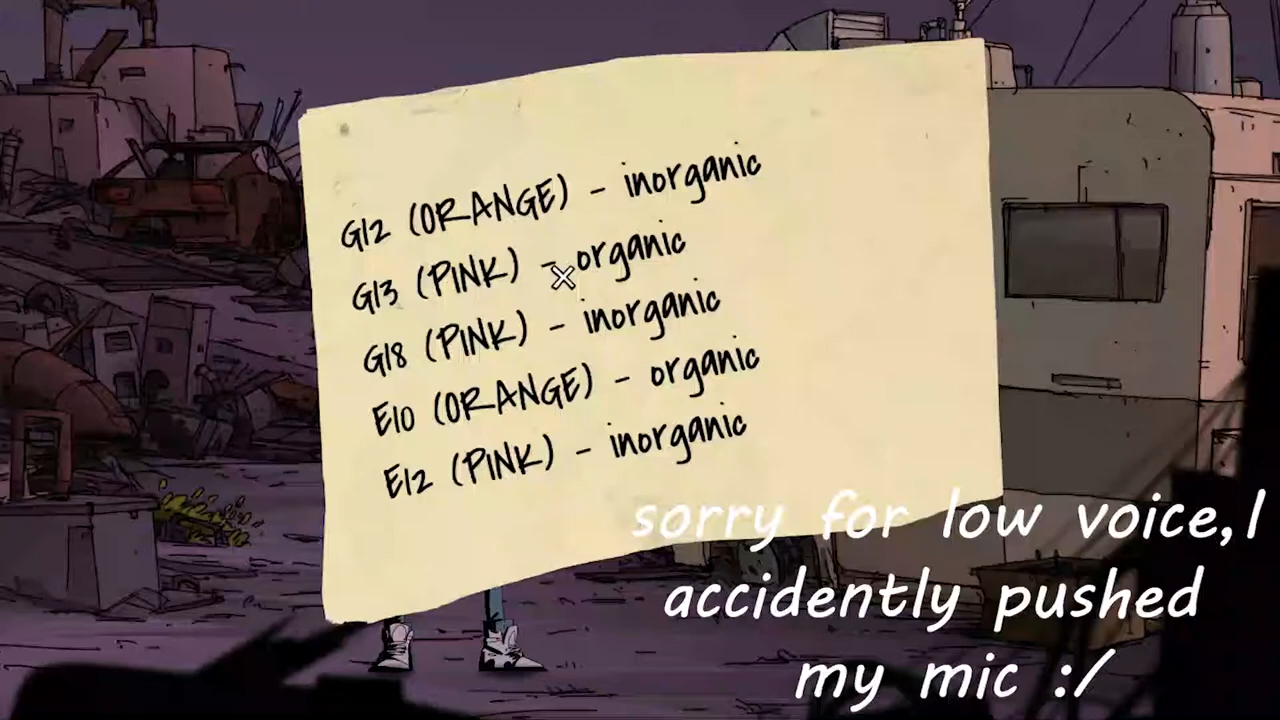 G12 (ORANGE) - inorganic
G13 (PINK) - organic
G18 (PINK) - inorganic
E10 (ORANGE) - organic
E12 (PINK) - inorganic
sorry for low voice,I
accidently pushed
my mic :/